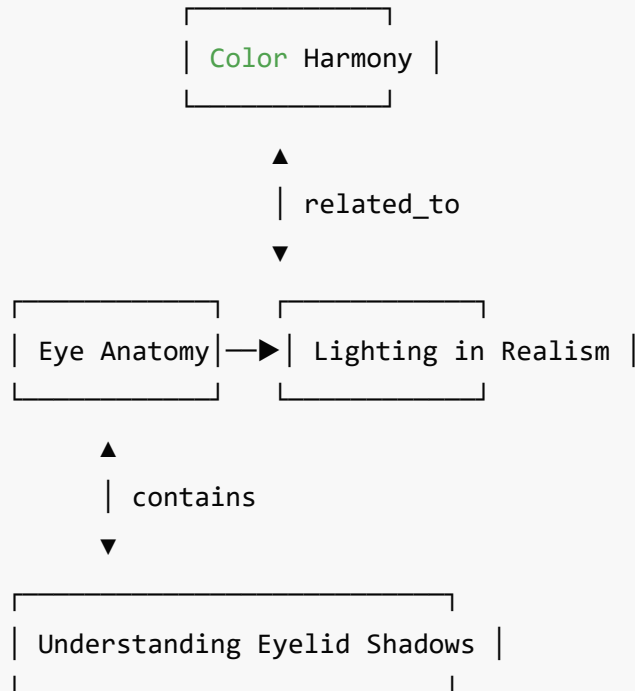 Color Harmony
related_to
Eye Anatomy Lighting in Realism
contains
Understanding Eyelid Shadows